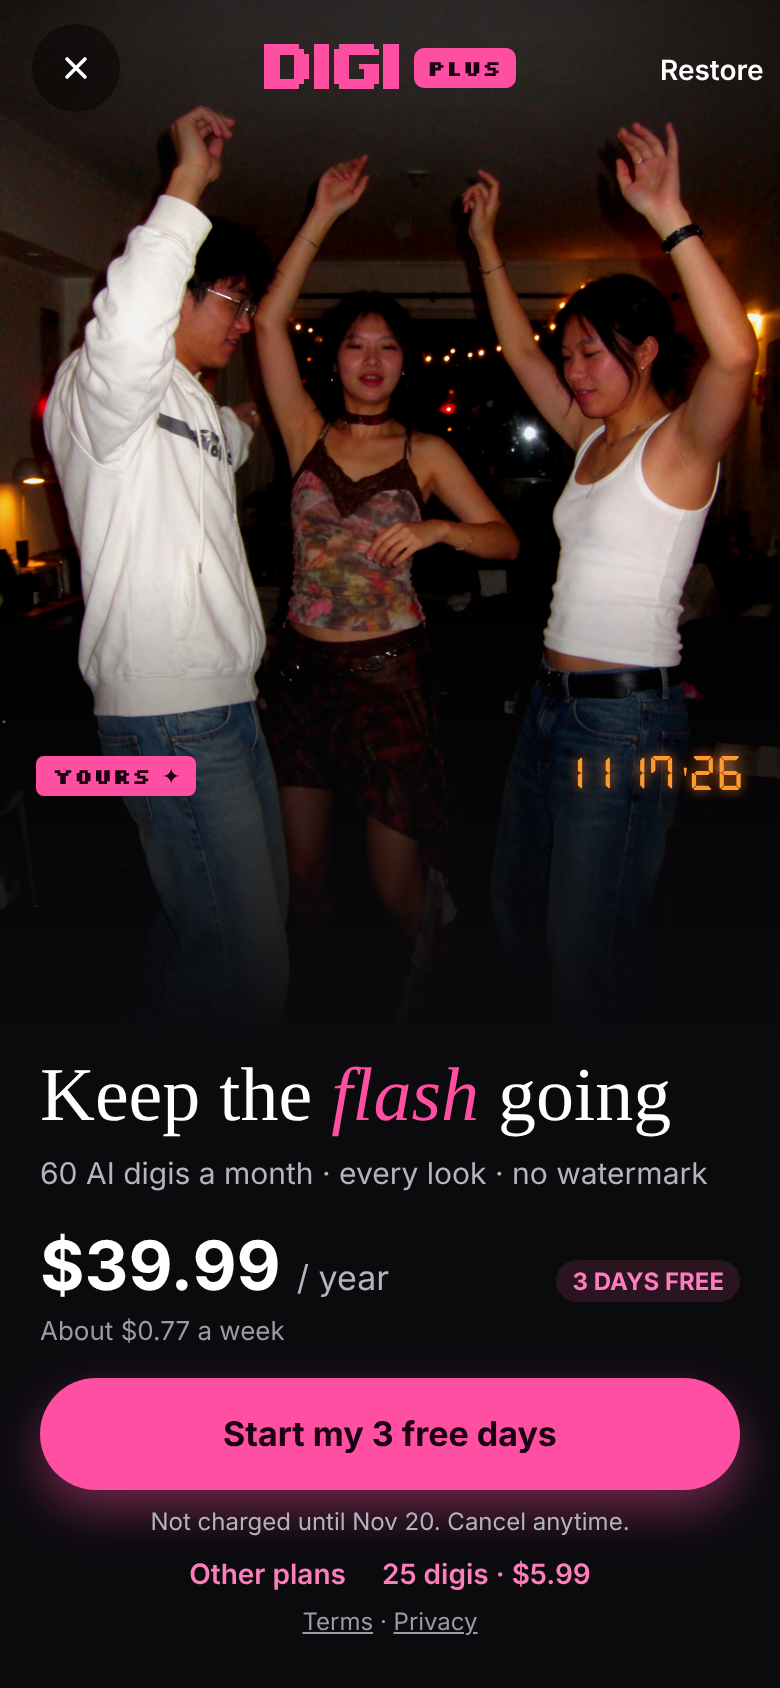 DIGI PLUS
Restore
YOURS ✦
11 17 '26
Keep the flash going
60 AI digis a month · every look · no watermark
$39.99 / year
3 DAYS FREE
About $0.77 a week
Start my 3 free days
Not charged until Nov 20. Cancel anytime.
Other plans
25 digis · $5.99
Terms · Privacy